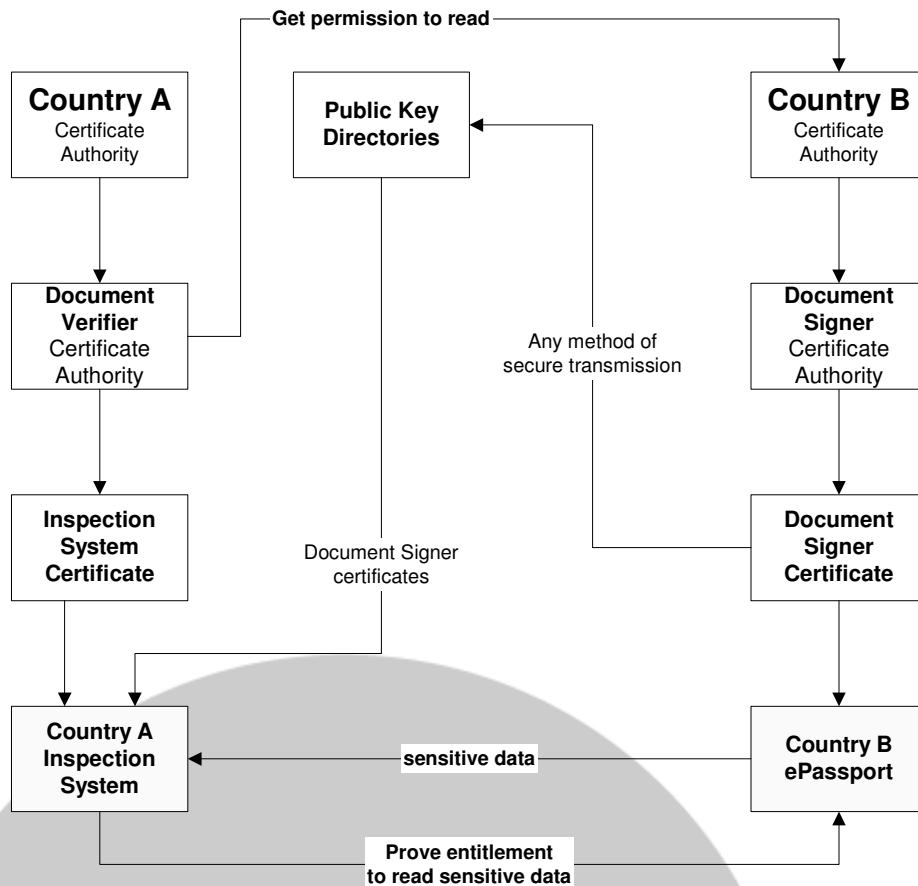 Get permission to read
Country A
Certificate
Authority
Public Key
Directories
Country B
Certificate
Authority
Document
Verifier
Certificate
Authority
Any method of
secure transmission
Document
Signer
Certificate
Authority
Inspection
System
Certificate
Document Signer
certificates
Document
Signer
Certificate
Country A
Inspection
System
sensitive data
Country B
ePassport
Prove entitlement
to read sensitive data